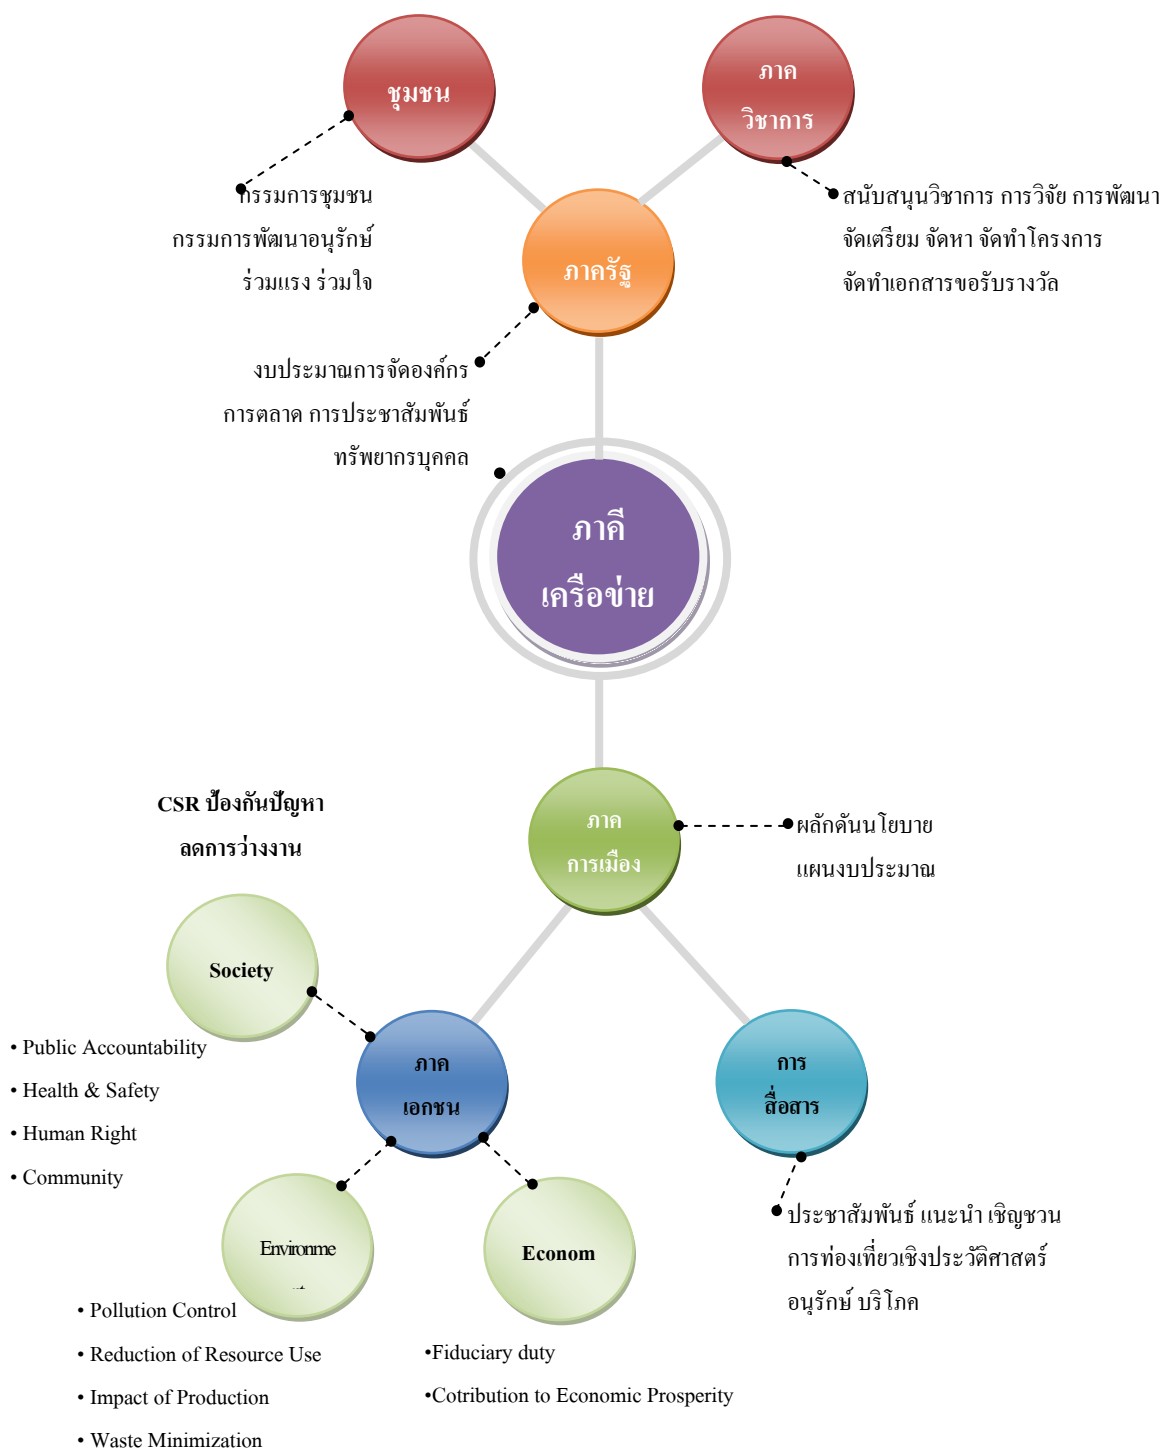 ชุมชน
ภาค
วิชาการ
กรรมการชุมชน
กรรมการพัฒนาอนุรักษ์
ร่วมแรง ร่วมใจ
สนับสนุนวิชาการ การวิจัย การพัฒนา
จัดเตรียม จัดหา จัดทำโครงการ
จัดทำเอกสารขอรับรางวัล
ภาครัฐ
งบประมาณการจัดองค์กร
การตลาด การประชาสัมพันธ์
ทรัพยากรบุคคล
ภาคี
เครือข่าย
CSR ป้องกันปัญหา
ลดการว่างงาน
ภาค
การเมือง
ผลักดันนโยบาย
แผนงบประมาณ
Society
• Public Accountability
• Health & Safety
• Human Right
• Community
ภาค
เอกชน
การ
สื่อสาร
Environme
Econom
ประชาสัมพันธ์ แนะนำ เชิญชวน
การท่องเที่ยวเชิงประวัติศาสตร์
อนุรักษ์ บริโภค
• Pollution Control
• Reduction of Resource Use
• Impact of Production
• Waste Minimization
•Fiduciary duty
•Cotribution to Economic Prosperity